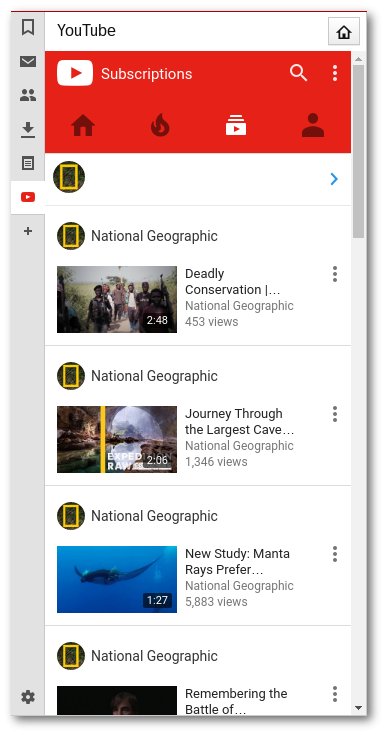 YouTube
Subscriptions
National Geographic
Deadly
Conservation |...
National Geographic
453 views
2:48
National Geographic
Journey Through
the Largest Cave...
National Geographic
1,346 views
EXPED
RAW
2:06
National Geographic
New Study: Manta
Rays Prefer...
National Geographic
5,883 views
1:27
National Geographic
Remembering the
Battle of...